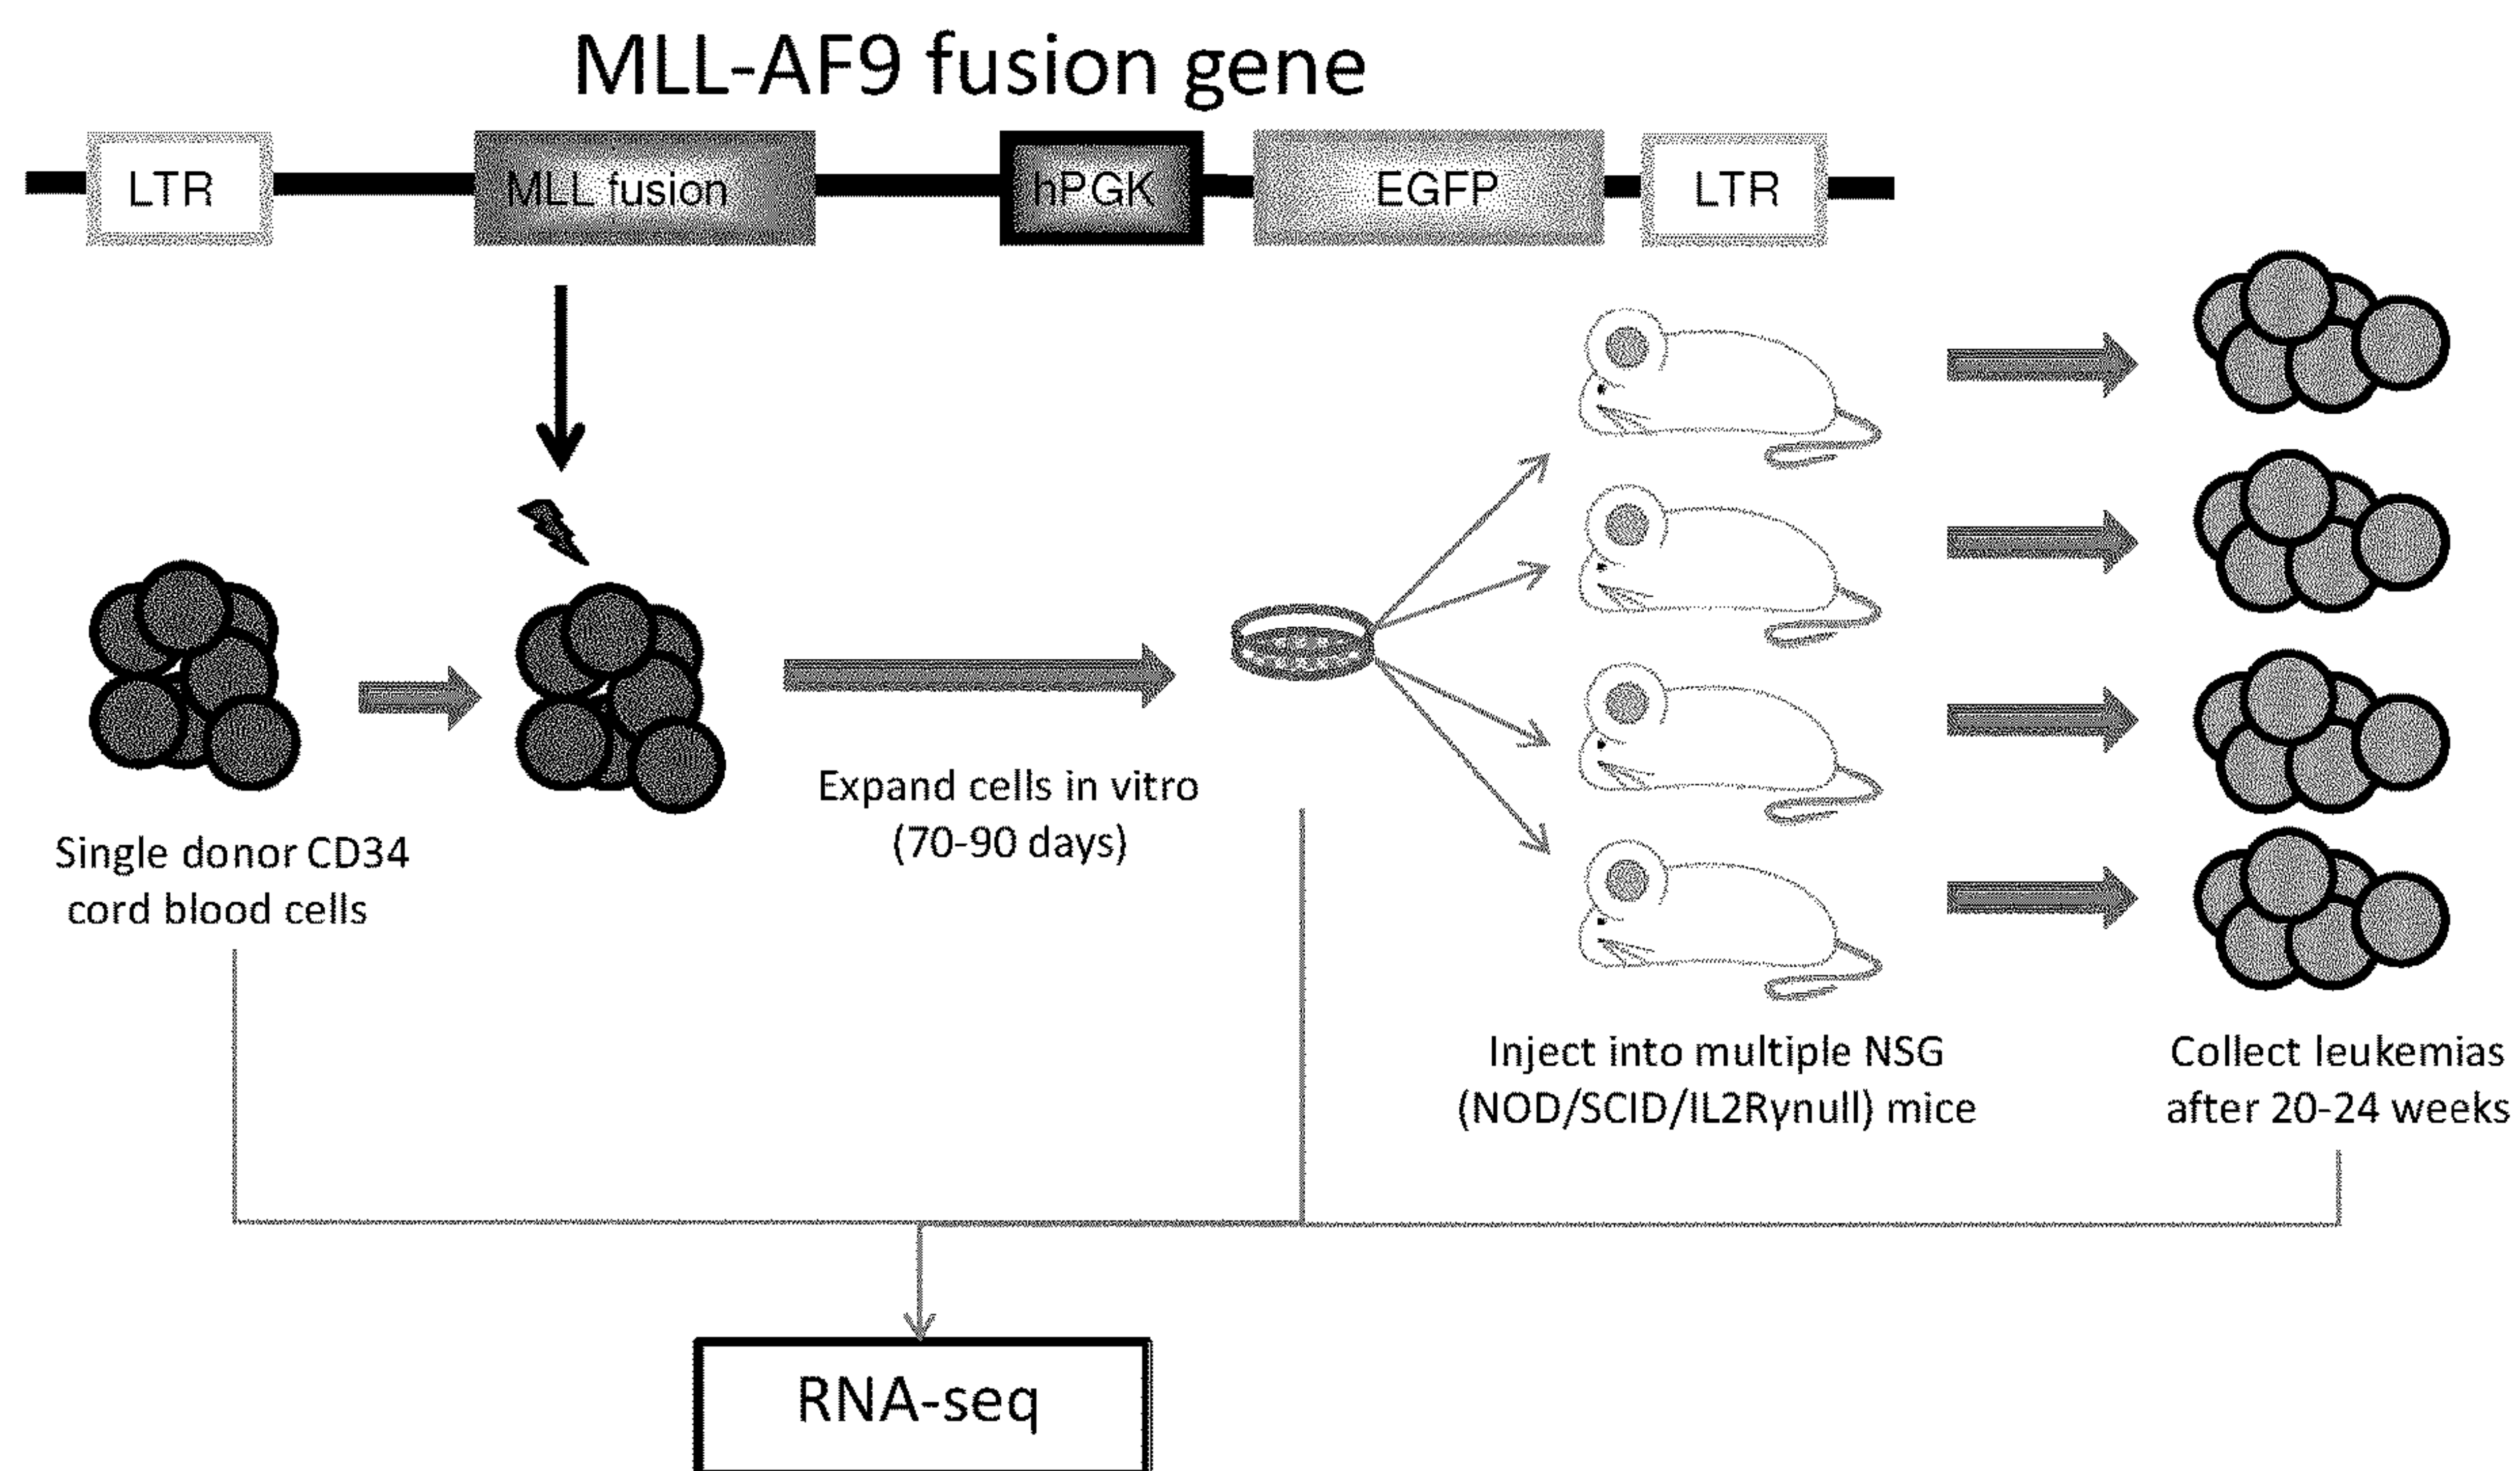 MLL-AF9 fusion gene
LTR
MLL fusion
hPGK
EGFP
LTR
Single donor CD34
cord blood cells
Expand cells in vitro
(70-90 days)
Inject into multiple NSG
(NOD/SCID/IL2Rγnull) mice
Collect leukemias
after 20-24 weeks
RNA-seq